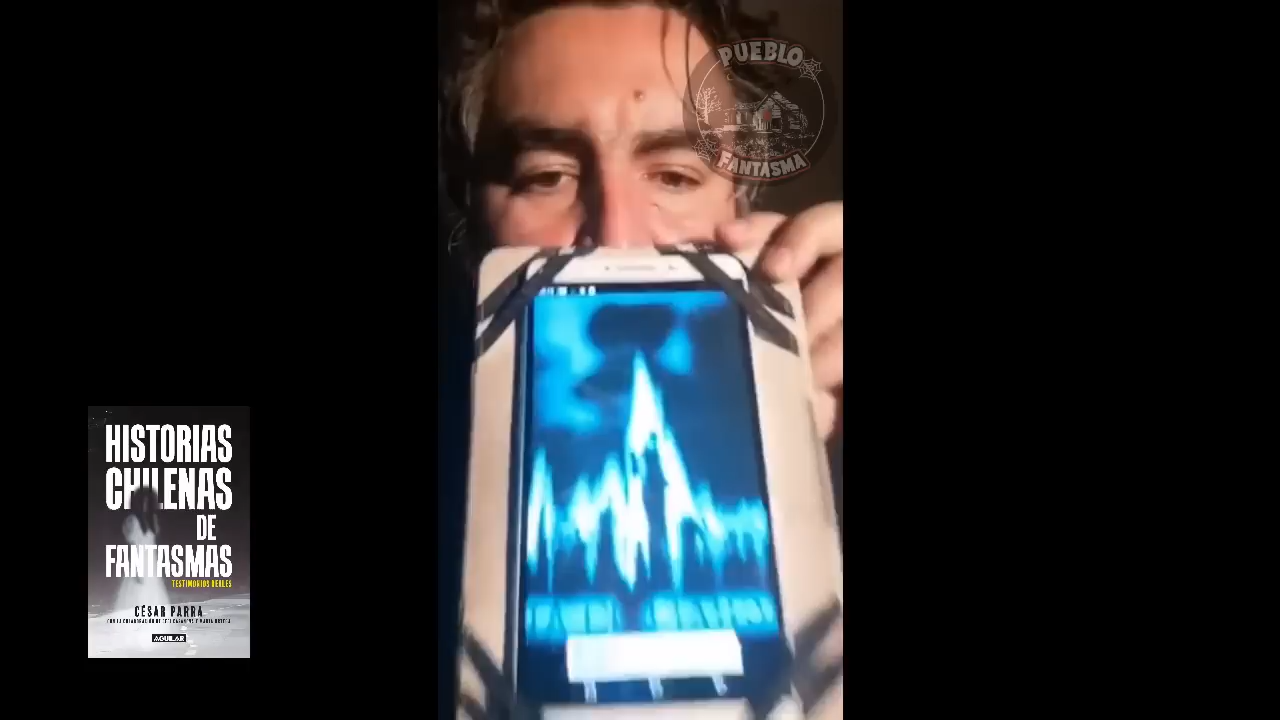 PUEBLO
FANTASMA
HISTORIAS
CHILENAS
DE
FANTASMAS
TESTIMONIOS REALES
CÉSAR PARRA
AGUILAR